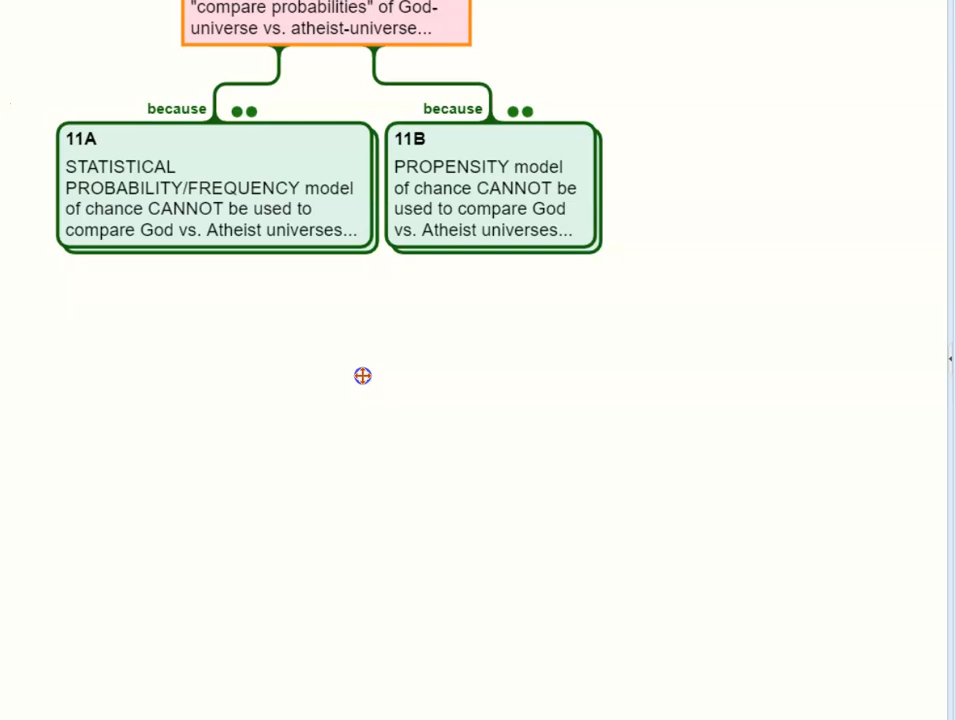 "compare probabilities" of God-
universe vs. atheist-universe...
because
because
11A
STATISTICAL
PROBABILITY/FREQUENCY model
of chance CANNOT be used to
compare God vs. Atheist universes...
11B
PROPENSITY model
of chance CANNOT be
used to compare God
vs. Atheist universes...